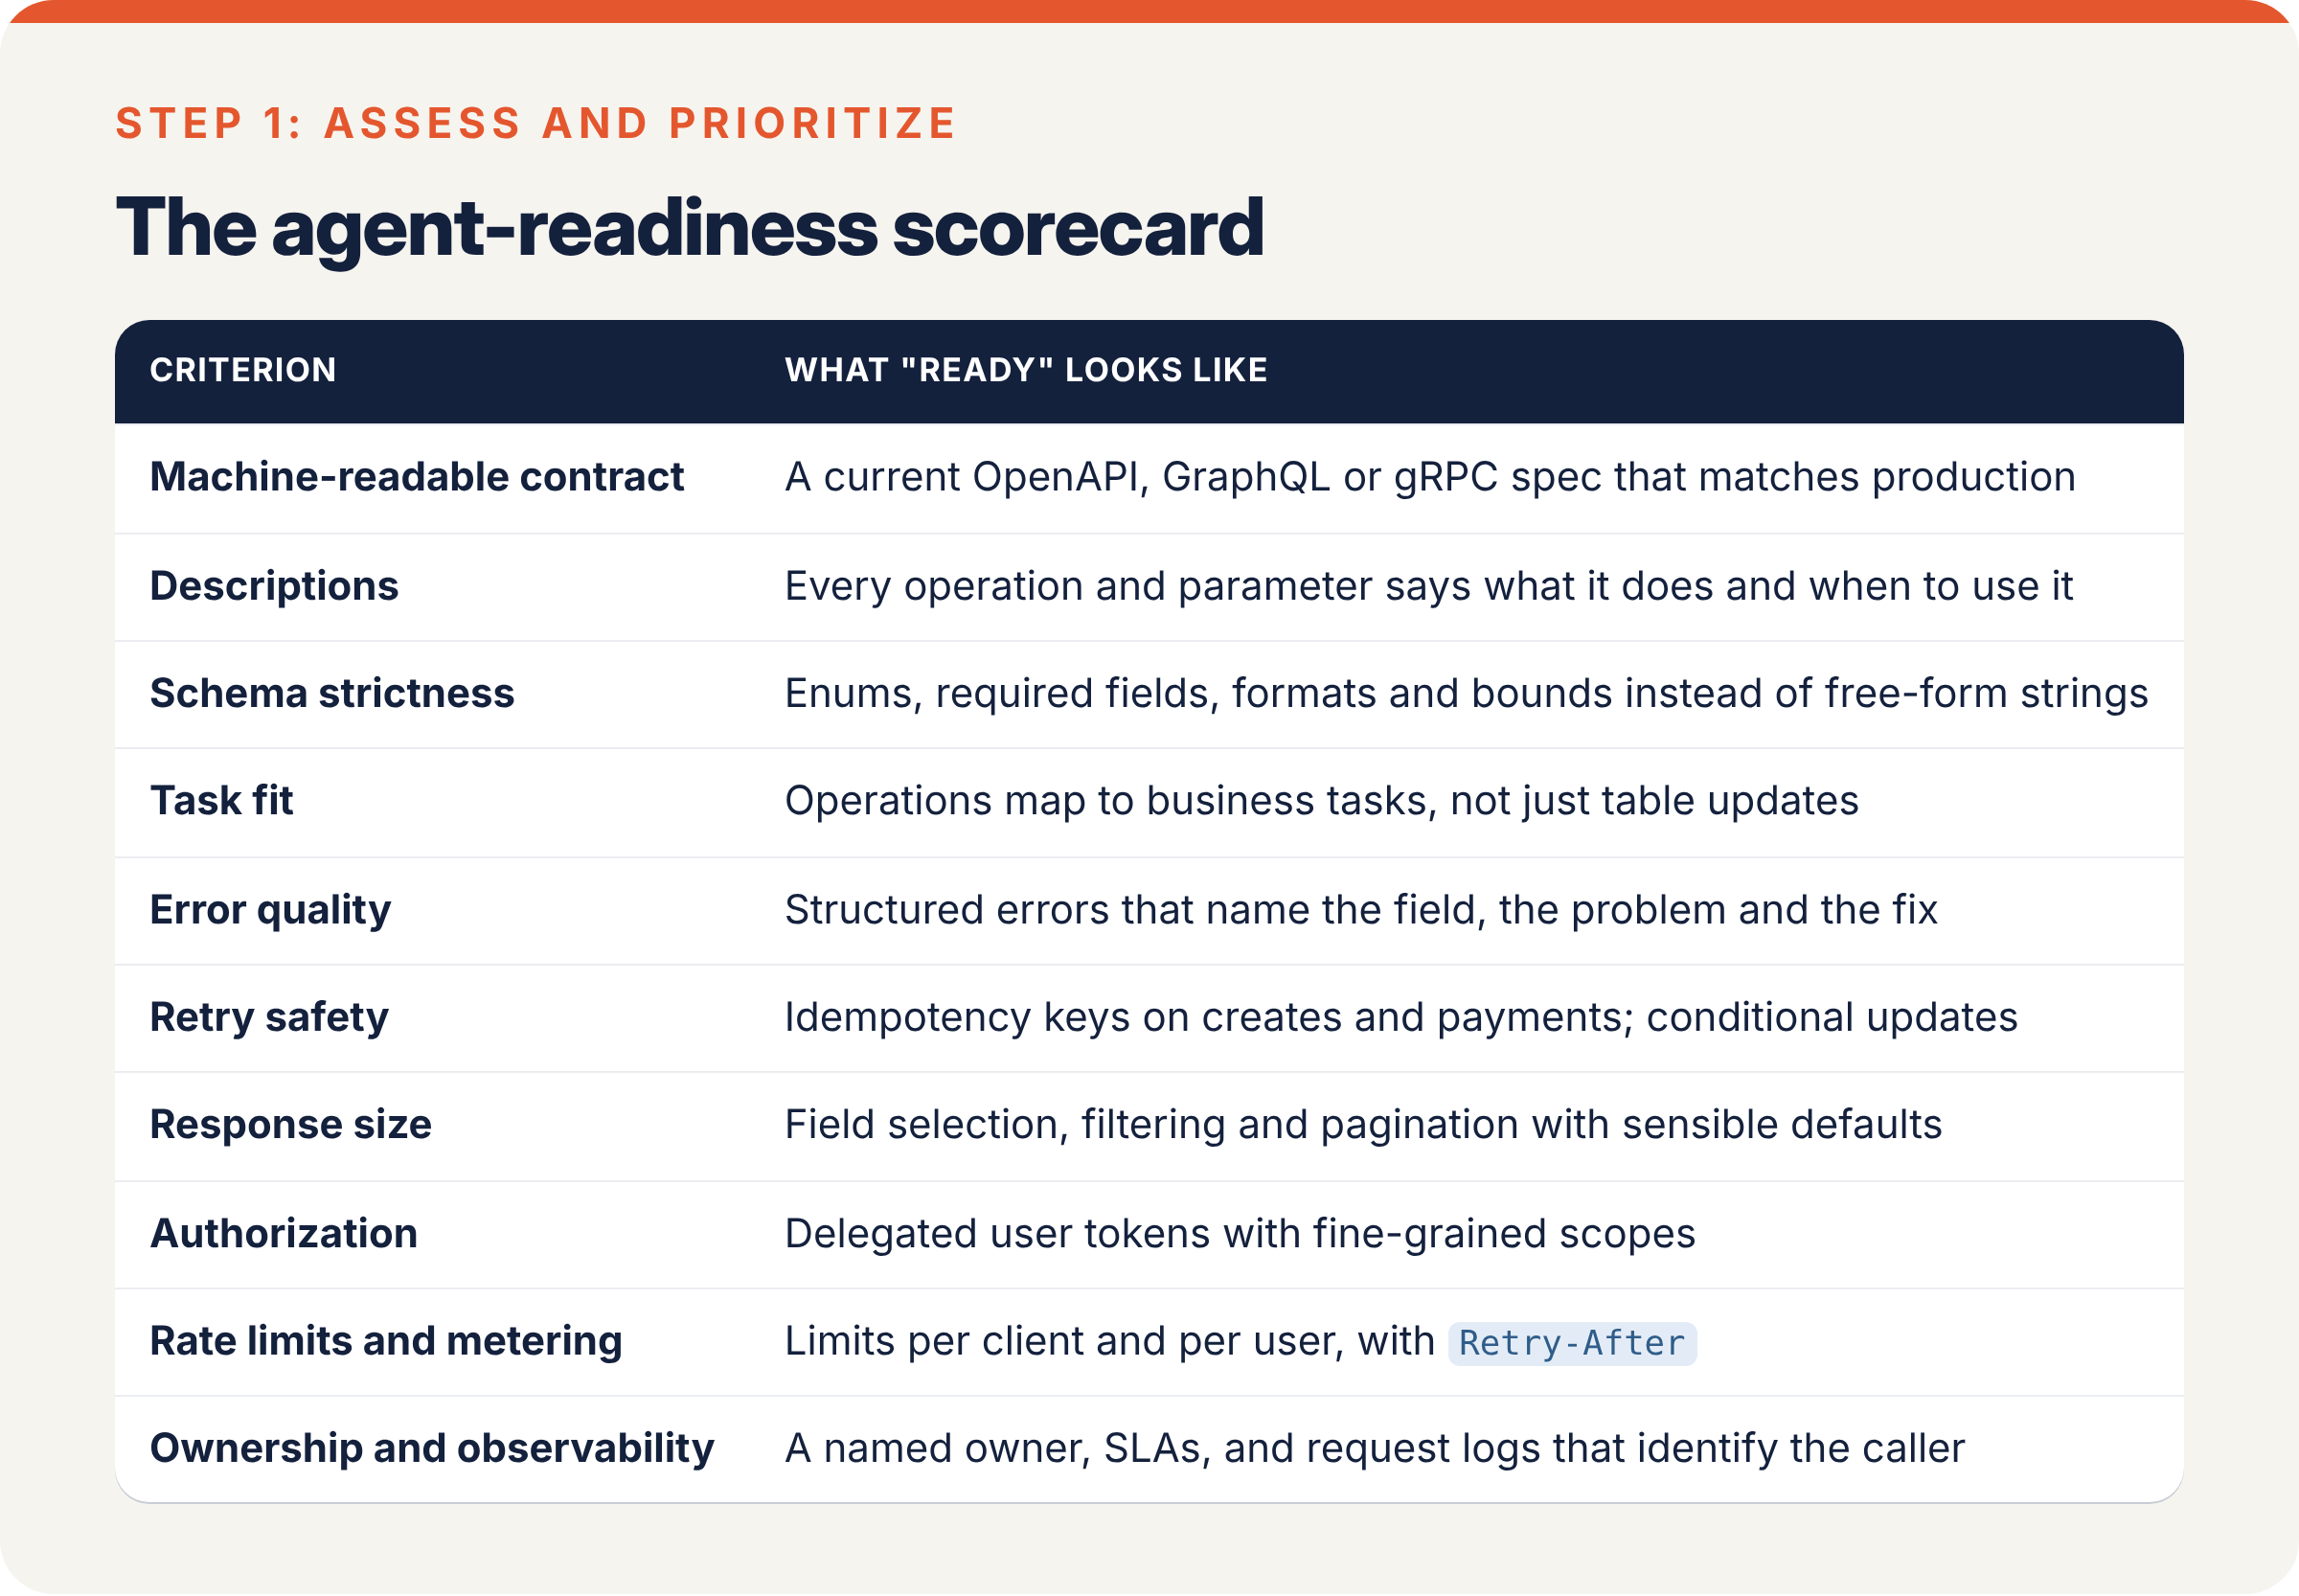 STEP 1: ASSESS AND PRIORITIZE
The agent-readiness scorecard
CRITERION WHAT "READY" LOOKS LIKE
Machine-readable contract A current OpenAPI, GraphQL or gRPC spec that matches production
Descriptions Every operation and parameter says what it does and when to use it
Schema strictness Enums, required fields, formats and bounds instead of free-form strings
Task fit Operations map to business tasks, not just table updates
Error quality Structured errors that name the field, the problem and the fix
Retry safety Idempotency keys on creates and payments; conditional updates
Response size Field selection, filtering and pagination with sensible defaults
Authorization Delegated user tokens with fine-grained scopes
Rate limits and metering Limits per client and per user, with Retry-After
Ownership and observability A named owner, SLAs, and request logs that identify the caller